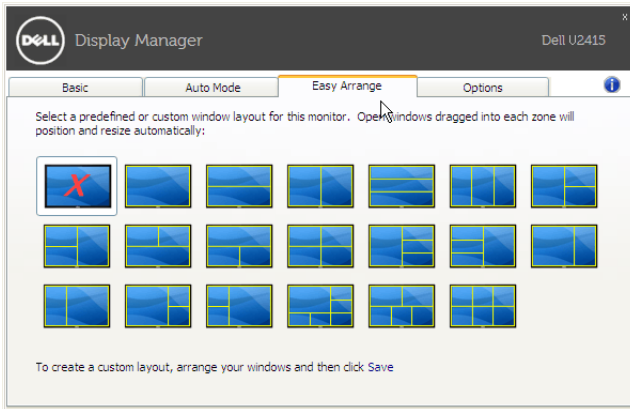 x
DELL Display Manager Dell U2415
Basic Auto Mode Easy Arrange Options i
Select a predefined or custom window layout for this monitor. Open windows dragged into each zone will
position and resize automatically:
X
To create a custom layout, arrange your windows and then click Save